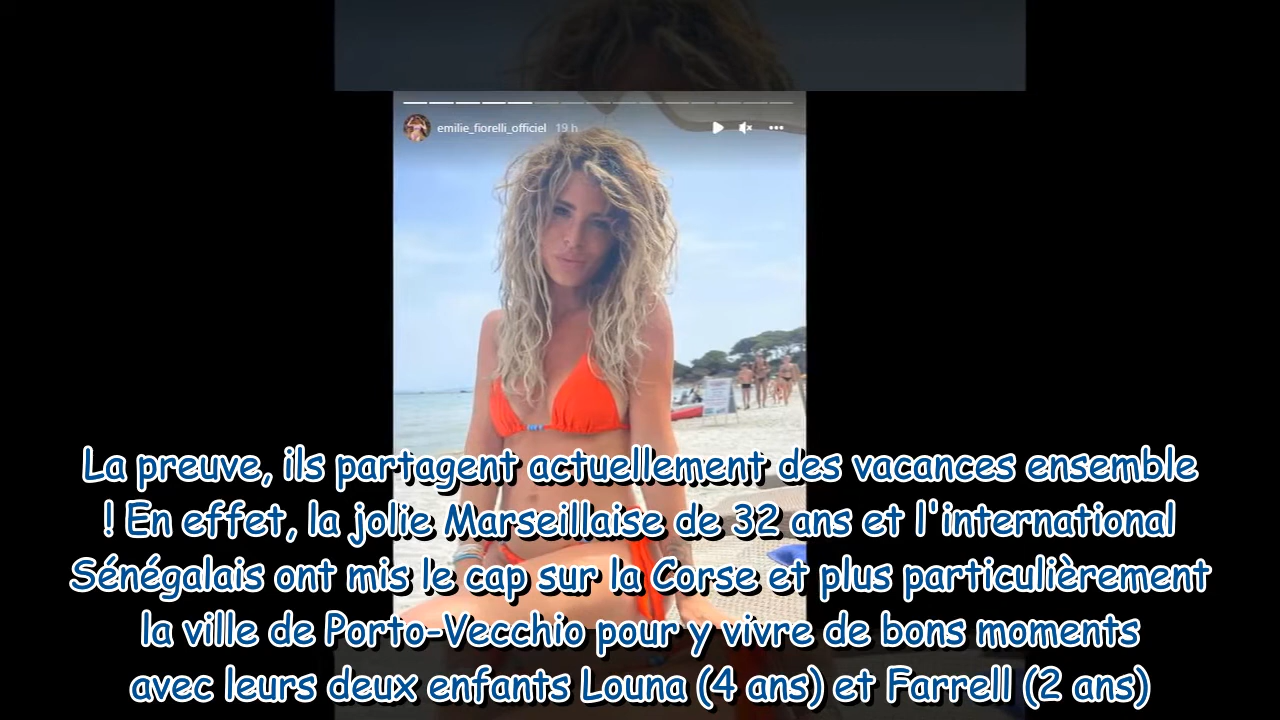 emilie_fiorelli_officiel 19 h
La preuve, ils partagent actuellement des vacances ensemble
! En effet, la jolie Marseillaise de 32 ans et l'international
Sénégalais ont mis le cap sur la Corse et plus particulièrement
la ville de Porto-Vecchio pour y vivre de bons moments
avec leurs deux enfants Louna (4 ans) et Farrell (2 ans)